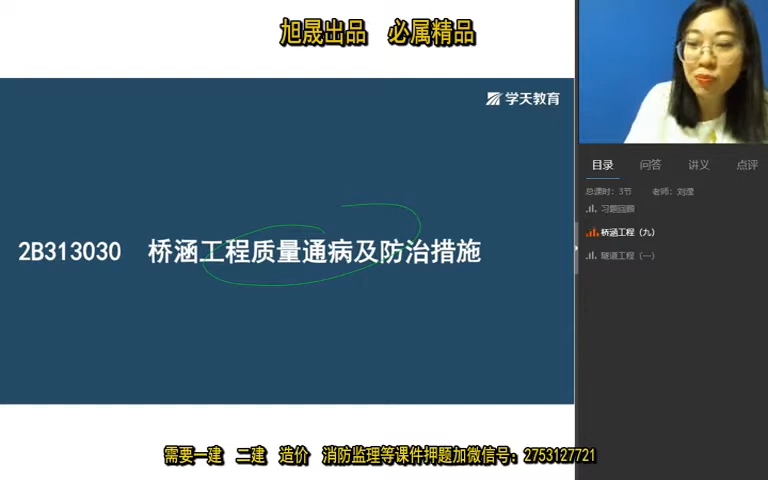 旭晟出品 必属精品
学天教育
2B313030 桥涵工程质量通病及防治措施
目录 问答 讲义 点评
总课时：3节 老师：刘滢
习题回顾
桥涵工程（九）
隧道工程（一）
需要一建 二建 造价 消防监理等课件押题加微信号：2753127721